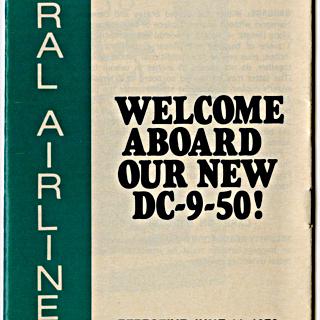 RAL AIRLINE
WELCOME
ABOARD
OUR NEW
DC-9-50!